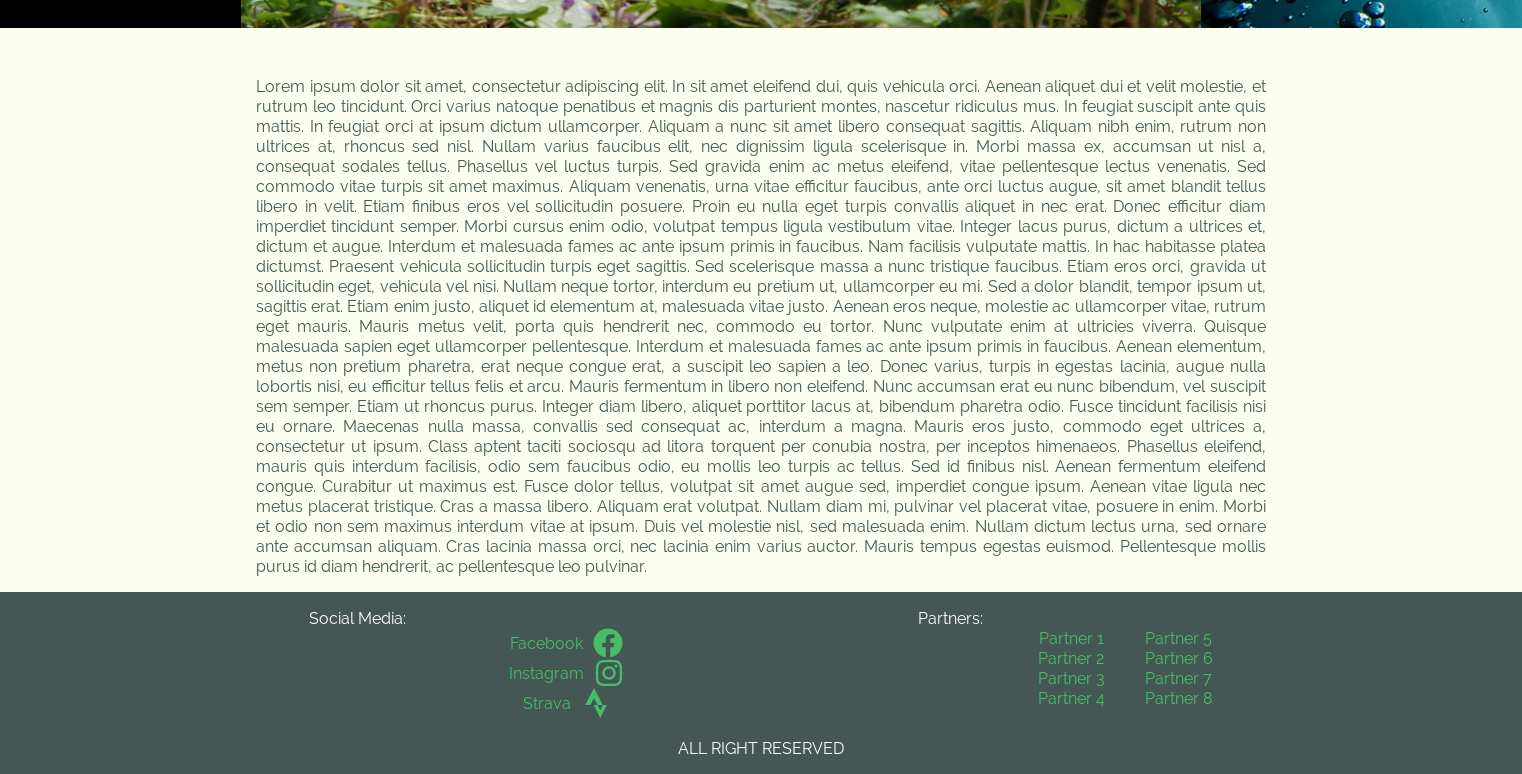 Lorem ipsum dolor sit amet, consectetur adipiscing elit. In sit amet eleifend dui, quis vehicula orci. Aenean aliquet dui et velit molestie, et
rutrum leo tincidunt. Orci varius natoque penatibus et magnis dis parturient montes, nascetur ridiculus mus. In feugiat suscipit ante quis
mattis. In feugiat orci at ipsum dictum ullamcorper. Aliquam a nunc sit amet libero consequat sagittis. Aliquam nibh enim, rutrum non
ultrices at, rhoncus sed nisl. Nullam varius faucibus elit, nec dignissim ligula scelerisque in. Morbi massa ex, accumsan ut nisl a,
consequat sodales tellus. Phasellus vel luctus turpis. Sed gravida enim ac metus eleifend, vitae pellentesque lectus venenatis. Sed
commodo vitae turpis sit amet maximus. Aliquam venenatis, urna vitae efficitur faucibus, ante orci luctus augue, sit amet blandit tellus
libero in velit. Etiam finibus eros vel sollicitudin posuere. Proin eu nulla eget turpis convallis aliquet in nec erat. Donec efficitur diam
imperdiet tincidunt semper. Morbi cursus enim odio, volutpat tempus ligula vestibulum vitae. Integer lacus purus, dictum a ultrices et,
dictum et augue. Interdum et malesuada fames ac ante ipsum primis in faucibus. Nam facilisis vulputate mattis. In hac habitasse platea
dictumst. Praesent vehicula sollicitudin turpis eget sagittis. Sed scelerisque massa a nunc tristique faucibus. Etiam eros orci, gravida ut
sollicitudin eget, vehicula vel nisi. Nullam neque tortor, interdum eu pretium ut, ullamcorper eu mi. Sed a dolor blandit, tempor ipsum ut,
sagittis erat. Etiam enim justo, aliquet id elementum at, malesuada vitae justo. Aenean eros neque, molestie ac ullamcorper vitae, rutrum
eget mauris. Mauris metus velit, porta quis hendrerit nec, commodo eu tortor. Nunc vulputate enim at ultricies viverra. Quisque
malesuada sapien eget ullamcorper pellentesque. Interdum et malesuada fames ac ante ipsum primis in faucibus. Aenean elementum,
metus non pretium pharetra, erat neque congue erat, a suscipit leo sapien a leo. Donec varius, turpis in egestas lacinia, augue nulla
lobortis nisi, eu efficitur tellus felis et arcu. Mauris fermentum in libero non eleifend. Nunc accumsan erat eu nunc bibendum, vel suscipit
sem semper. Etiam ut rhoncus purus. Integer diam libero, aliquet porttitor lacus at, bibendum pharetra odio. Fusce tincidunt facilisis nisi
eu ornare. Maecenas nulla massa, convallis sed consequat ac, interdum a magna. Mauris eros justo, commodo eget ultrices a,
consectetur ut ipsum. Class aptent taciti sociosqu ad litora torquent per conubia nostra, per inceptos himenaeos. Phasellus eleifend,
mauris quis interdum facilisis, odio sem faucibus odio, eu mollis leo turpis ac tellus. Sed id finibus nisl. Aenean fermentum eleifend
congue. Curabitur ut maximus est. Fusce dolor tellus, volutpat sit amet augue sed, imperdiet congue ipsum. Aenean vitae ligula nec
metus placerat tristique. Cras a massa libero. Aliquam erat volutpat. Nullam diam mi, pulvinar vel placerat vitae, posuere in enim. Morbi
et odio non sem maximus interdum vitae at ipsum. Duis vel molestie nisl, sed malesuada enim. Nullam dictum lectus urna, sed ornare
ante accumsan aliquam. Cras lacinia massa orci, nec lacinia enim varius auctor. Mauris tempus egestas euismod. Pellentesque mollis
purus id diam hendrerit, ac pellentesque leo pulvinar.
Social Media:
Facebook
Instagram
Strava
Partners:
Partner 1
Partner 2
Partner 3
Partner 4
Partner 5
Partner 6
Partner 7
Partner 8
ALL RIGHT RESERVED